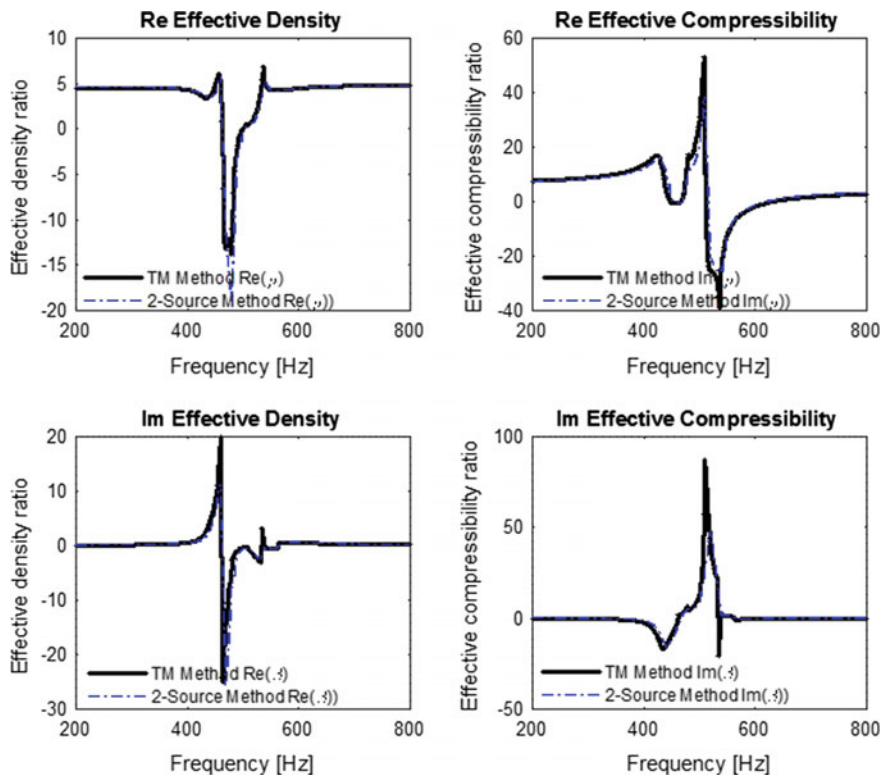 Re Effective Density
Effective density ratio
10
5
0
-5
-10
-15
-20
TM Method Re(
2-Source Method Re(
200 400 600 800
Frequency [Hz]
Re Effective Compressibility
Effective compressibility ratio
60
40
20
0
-20
-40
TM Method Im(
2-Source Method Im(
200 400 600 800
Frequency [Hz]
Im Effective Density
Effective density ratio
20
10
0
-10
-20
-30
TM Method Re(
2-Source Method Re(
200 400 600 800
Frequency [Hz]
Im Effective Compressibility
Effective compressibility ratio
100
50
0
-50
TM Method Im(
2-Source Method Im(
200 400 600 800
Frequency [Hz]